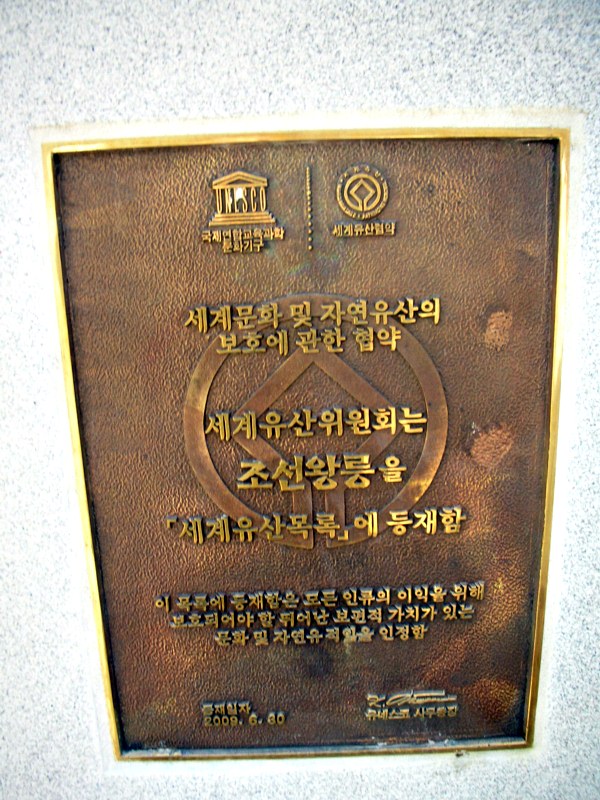 UNESCO
국제연합교육과학
문화기구
세계유산협약
세계문화 및 자연유산의
보호에 관한 협약
세계유산위원회는
조선왕릉을
「세계유산목록」에 등재함
이 목록에 등재함은 모든 인류의 이익을 위해
보호되어야 할 뛰어난 보편적 가치가 있는
문화 및 자연유적임을 인정함
등재일자
2009. 6. 30
유네스코 사무총장